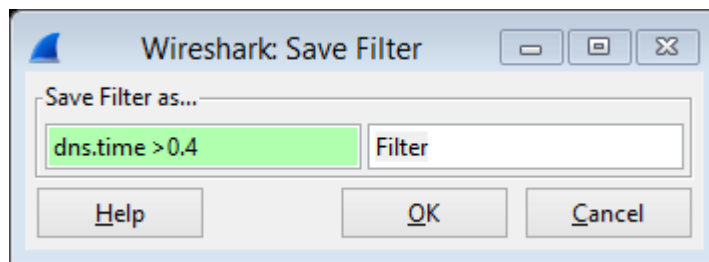 Wireshark: Save Filter
Save Filter as...
dns.time >0.4 Filter
Help OK Cancel